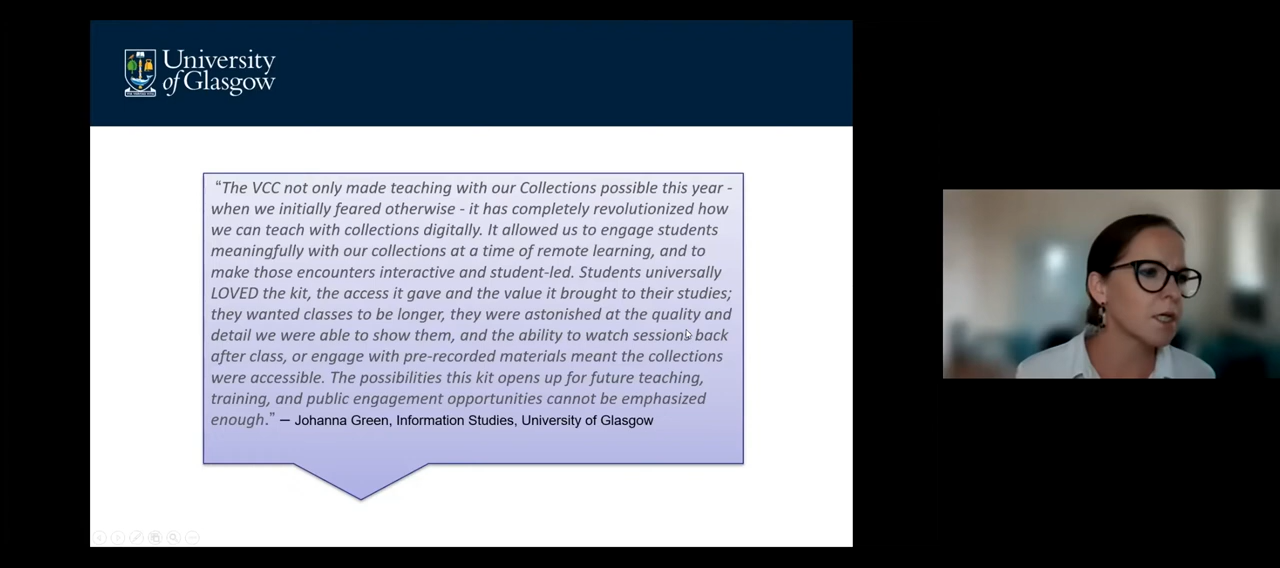 University
of Glasgow
“The VCC not only made teaching with our Collections possible this year -
when we initially feared otherwise - it has completely revolutionized how
we can teach with collections digitally. It allowed us to engage students
meaningfully with our collections at a time of remote learning, and to
make those encounters interactive and student-led. Students universally
LOVED the kit, the access it gave and the value it brought to their studies;
they wanted classes to be longer, they were astonished at the quality and
detail we were able to show them, and the ability to watch sessions back
after class, or engage with pre-recorded materials meant the collections
were accessible. The possibilities this kit opens up for future teaching,
training, and public engagement opportunities cannot be emphasized
enough.” – Johanna Green, Information Studies, University of Glasgow